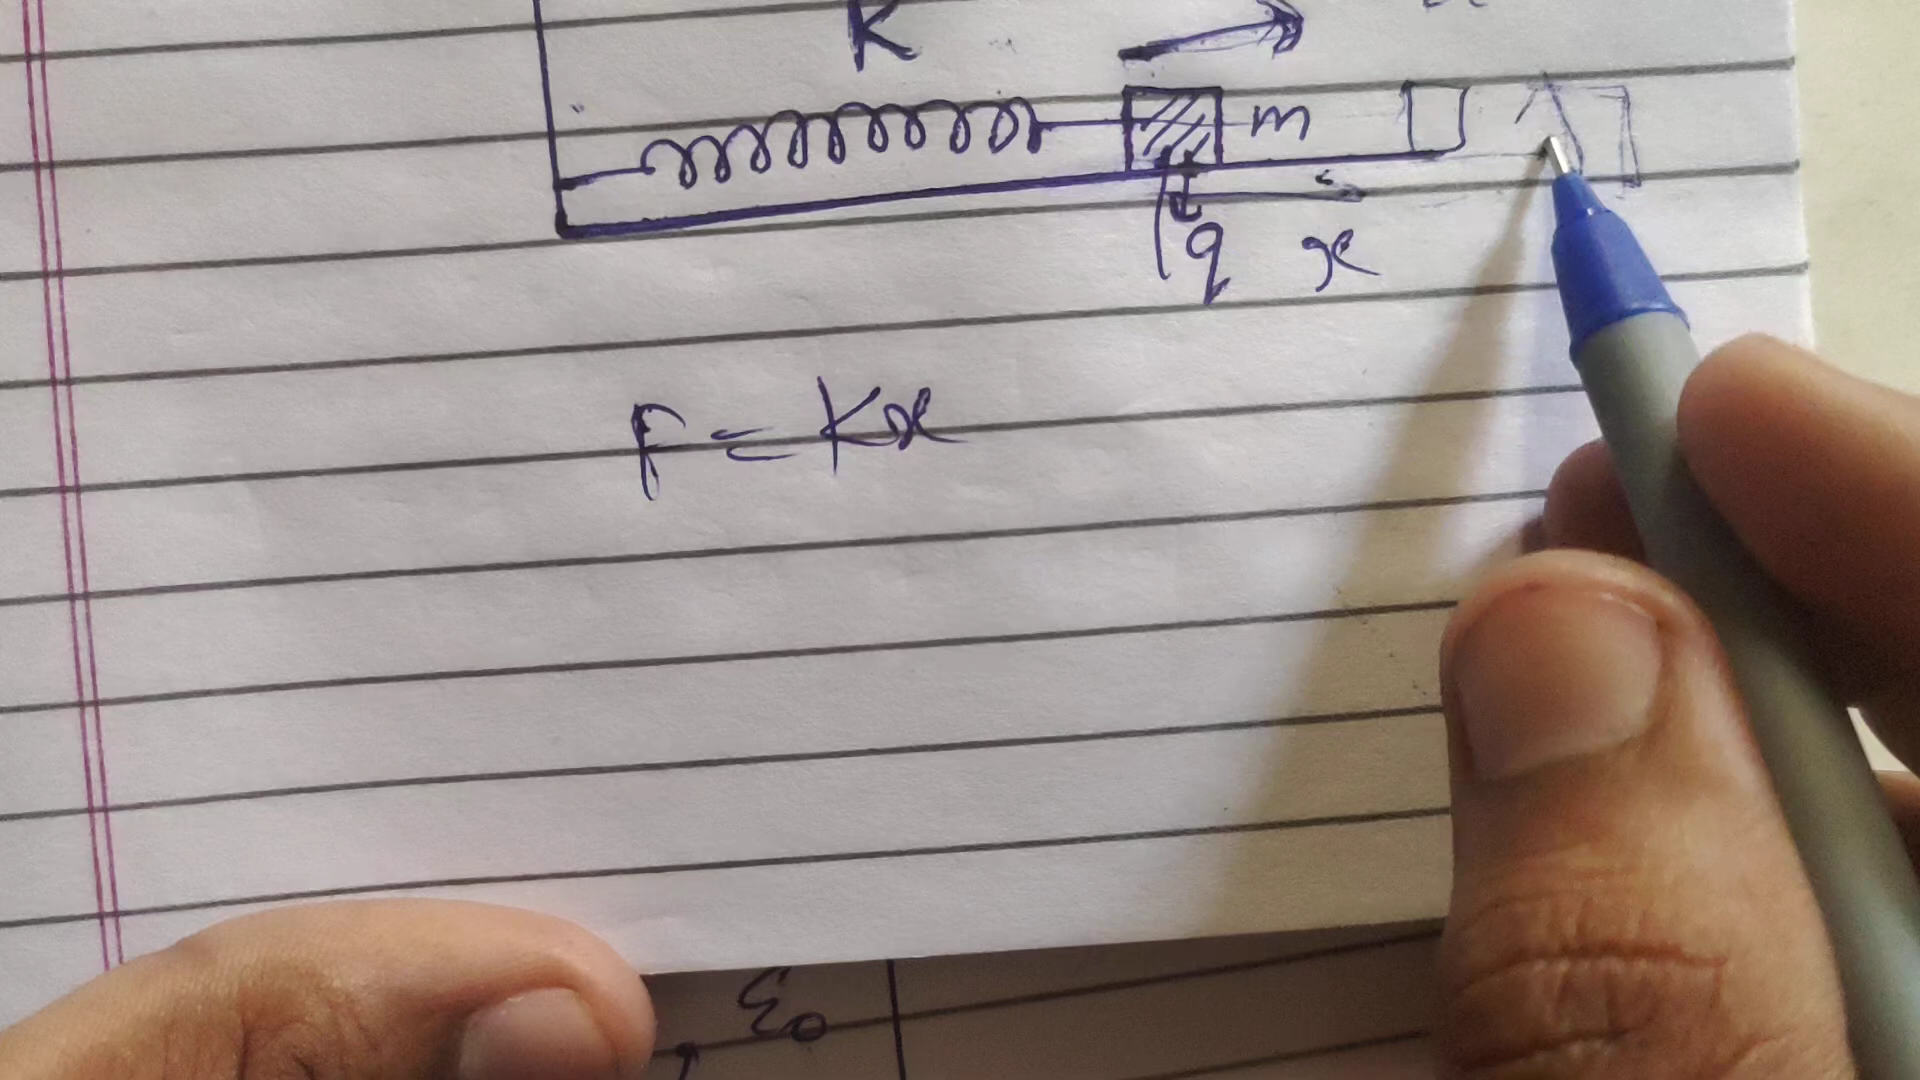 K
m
q x
F = Kx
ε₀